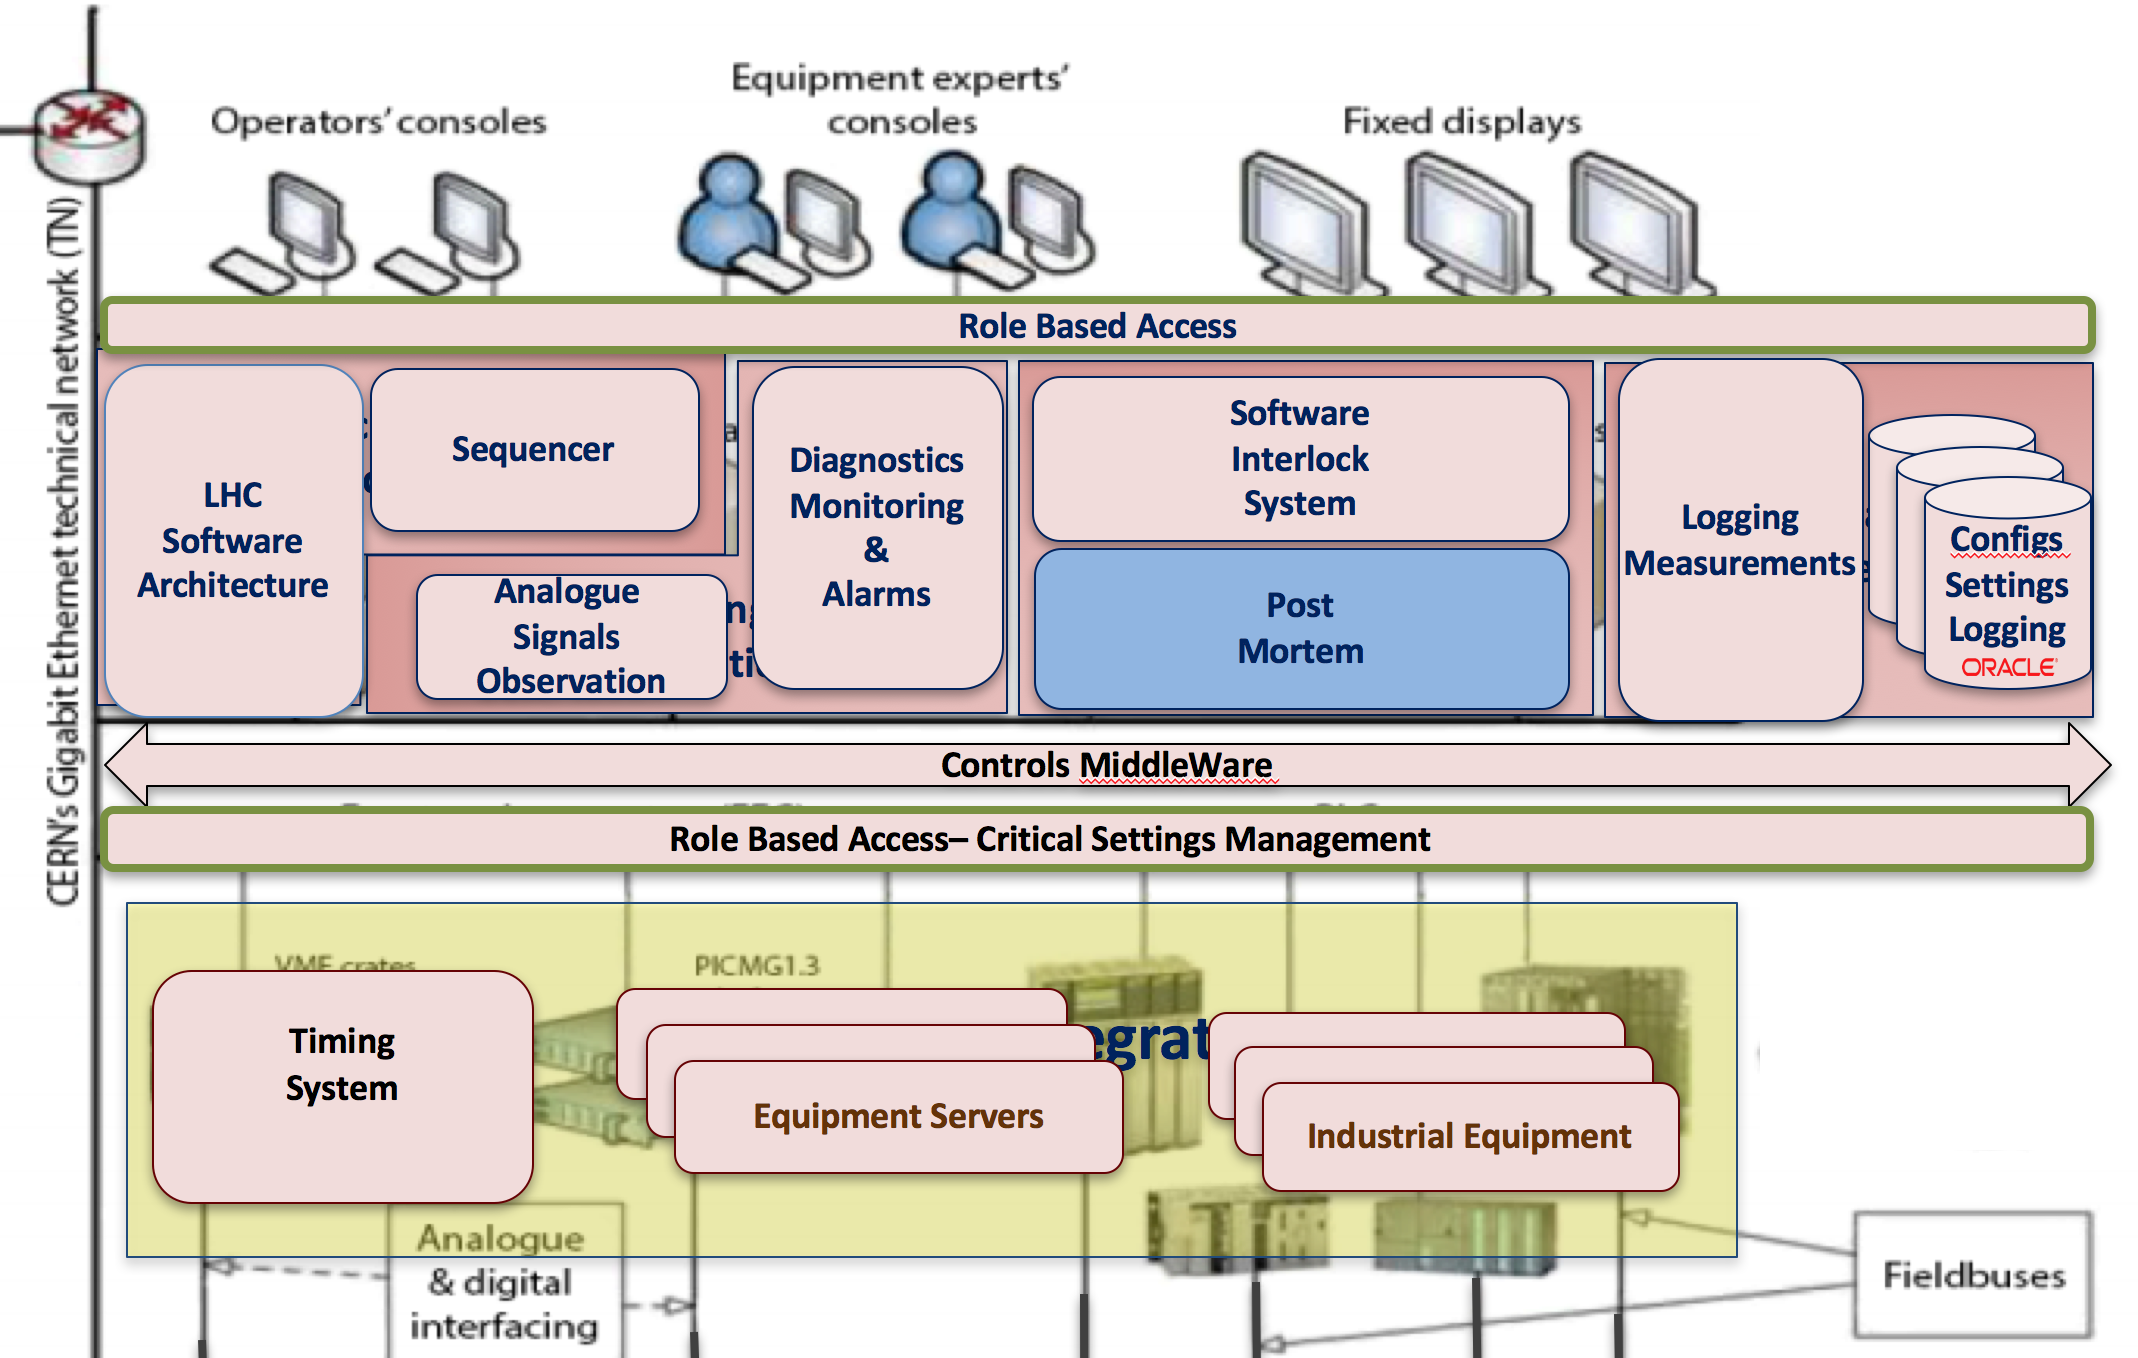 CERN's Gigabit Ethernet technical network (TN)
Operators' consoles
Equipment experts'
consoles
Fixed displays
Role Based Access
LHC
Software
Architecture
Sequencer
Analogue
Signals
Observation
Diagnostics
Monitoring
&
Alarms
Software
Interlock
System
Post
Mortem
Logging
Measurements
Configs
Settings
Logging
ORACLE
Controls MiddleWare
Role Based Access– Critical Settings Management
VME crates
PICMG1.3
Timing
System
Equipment Servers
Industrial Equipment
Analogue
& digital
interfacing
Fieldbuses